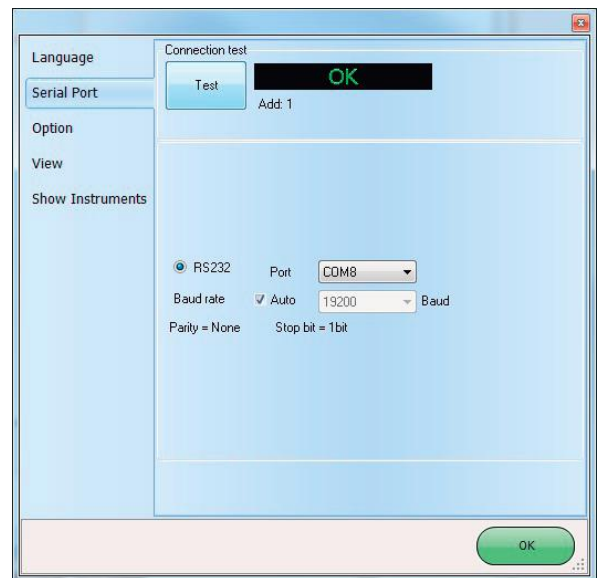 Language
Serial Port
Option
View
Show Instruments
Connection test
Test
OK
Add: 1
RS232 Port COM8
Baud rate Auto 19200 Baud
Parity = None Stop bit = 1bit
OK